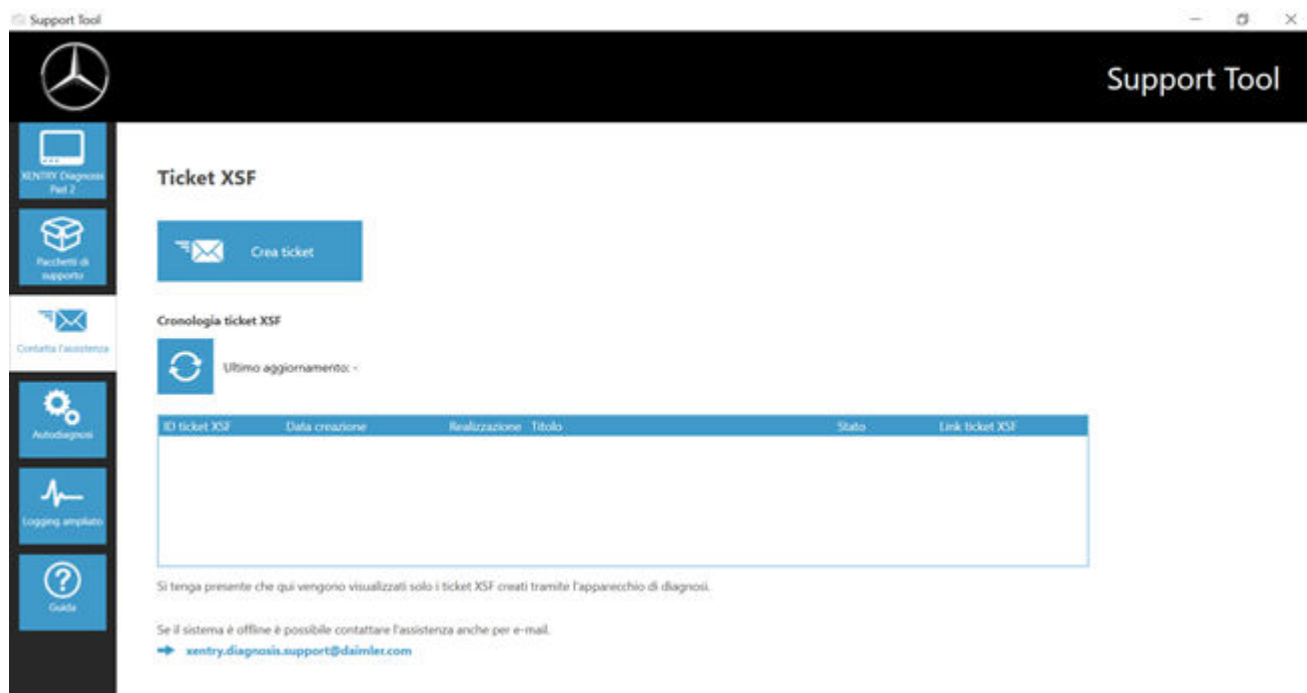 Support Tool
Support Tool
XENTRY Diagnosis
Pad 2
Pacchetti di
supporto
Contatta l'assistenza
Autodiagnosi
Logging ampliato
Guida
Ticket XSF
Crea ticket
Cronologia ticket XSF
Ultimo aggiornamento: -
ID ticket XSF Data creazione Realizzazione Titolo Stato Link ticket XSF
Si tenga presente che qui vengono visualizzati solo i ticket XSF creati tramite l'apparecchio di diagnosi.
Se il sistema è offline è possibile contattare l'assistenza anche per e-mail.
xentry.diagnosis.support@daimler.com